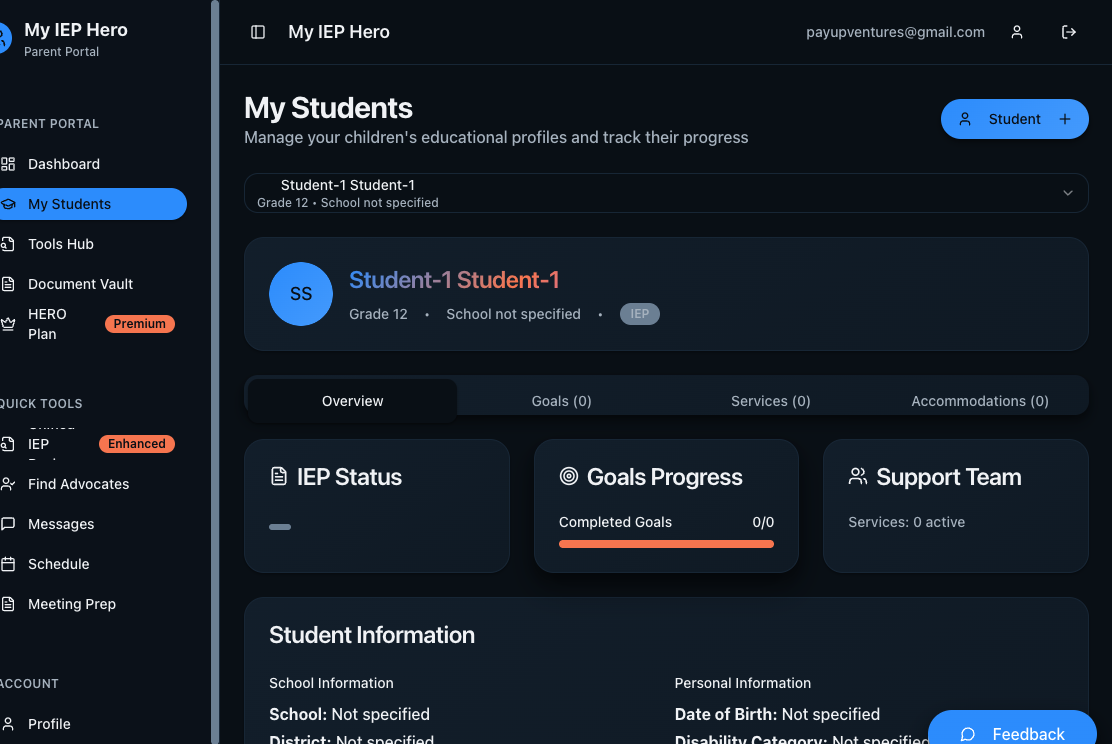 My IEP Hero
Parent Portal
PARENT PORTAL
Dashboard
My Students
Tools Hub
Document Vault
HERO
Plan
Premium
QUICK TOOLS
IEP
Enhanced
Find Advocates
Messages
Schedule
Meeting Prep
ACCOUNT
Profile
My IEP Hero
payupventures@gmail.com
My Students
Manage your children's educational profiles and track their progress
Student +
Student-1 Student-1
Grade 12 • School not specified
SS
Student-1 Student-1
Grade 12 • School not specified • IEP
Overview
Goals (0)
Services (0)
Accommodations (0)
IEP Status
Goals Progress
Completed Goals 0/0
Support Team
Services: 0 active
Student Information
School Information
School: Not specified
District: Not specified
Personal Information
Date of Birth: Not specified
Disability Category: Not specified
Feedback